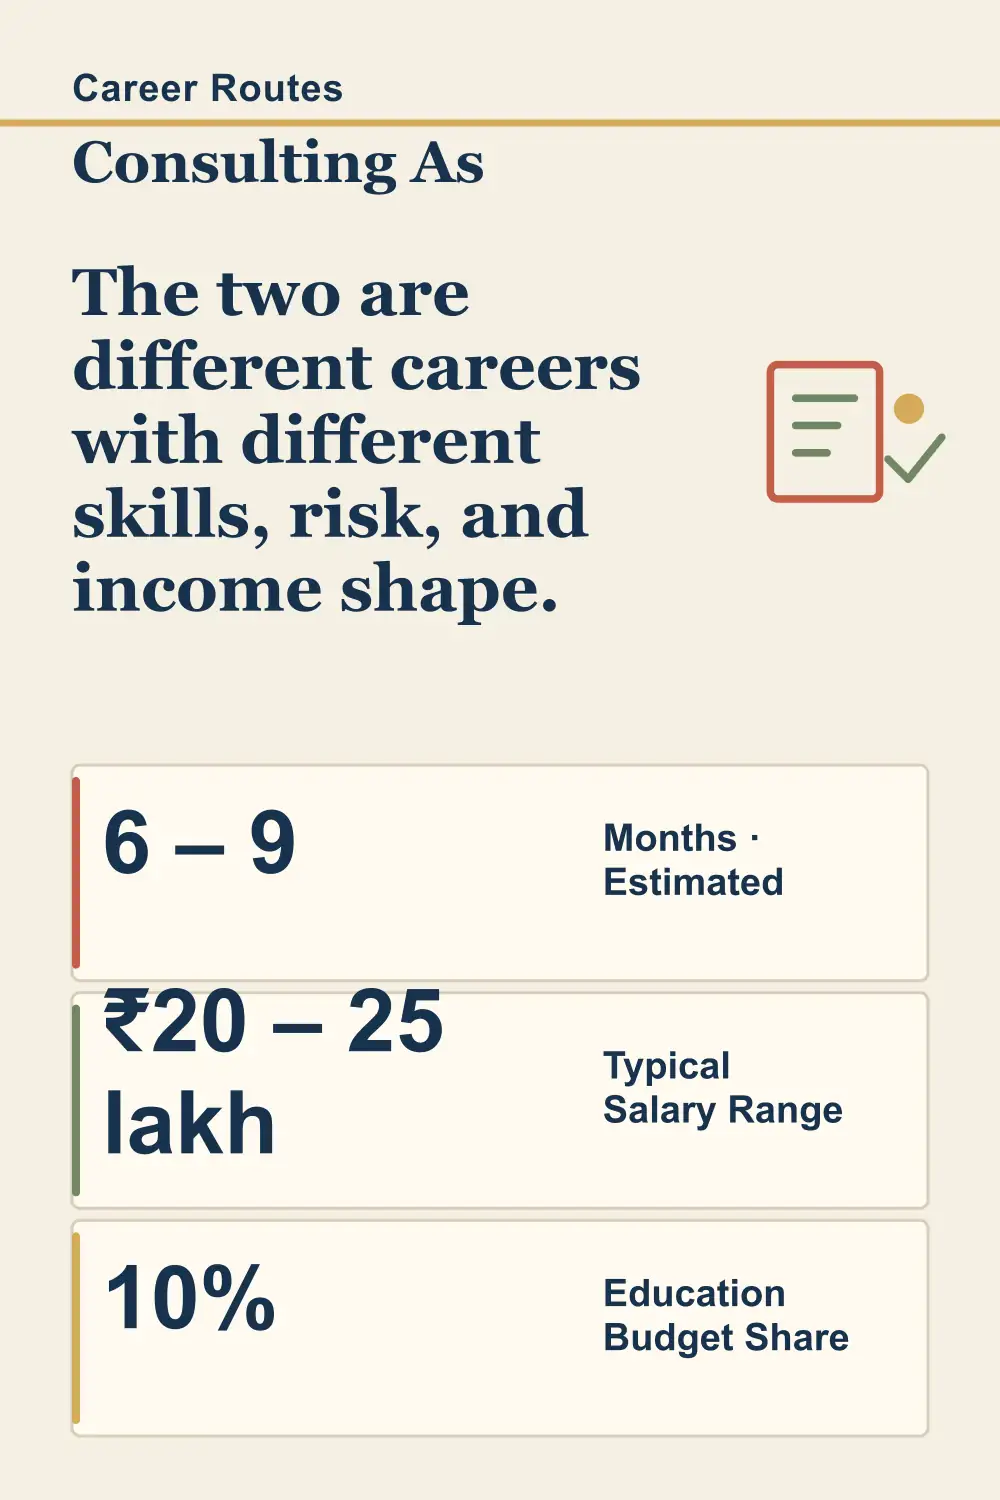 Career Routes
Consulting As
The two are
different careers
with different
skills, risk, and
income shape.
6 – 9
Months ·
Estimated
₹20 – 25
lakh
Typical
Salary Range
10%
Education
Budget Share